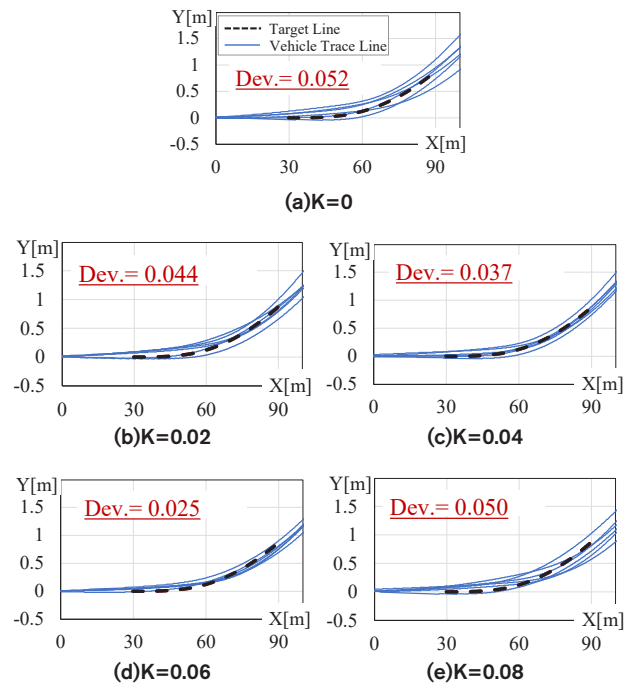 Y[m]
1.5
1
0.5
0
-0.5
Target Line
Vehicle Trace Line
Dev.= 0.052
X[m]
0 30 60 90
(a)K=0
Y[m]
1.5
1
0.5
0
-0.5
Dev.= 0.044
X[m]
0 30 60 90
(b)K=0.02
Y[m]
1.5
1
0.5
0
-0.5
Dev.= 0.037
X[m]
0 30 60 90
(c)K=0.04
Y[m]
1.5
1
0.5
0
-0.5
Dev.= 0.025
X[m]
0 30 60 90
(d)K=0.06
Y[m]
1.5
1
0.5
0
-0.5
Dev.= 0.050
X[m]
0 30 60 90
(e)K=0.08